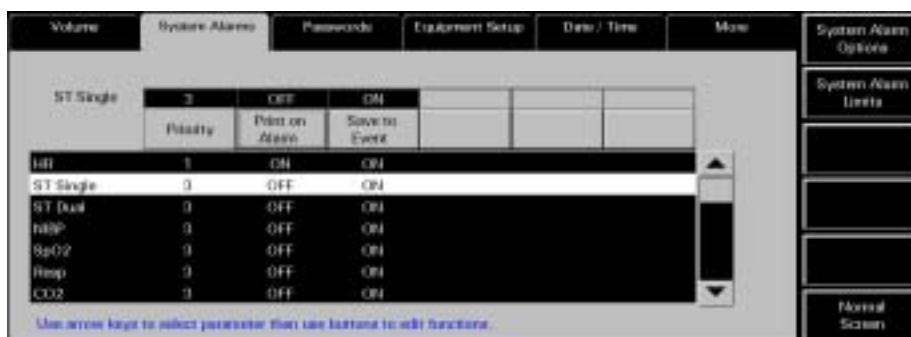 Volume System Alarms Passwords Equipment Setup Date / Time More
System Alarm
Options
System Alarm
Limits
ST Single 3 OFF ON
Priority Print on Alarm Save to Event
HR 1 ON ON
ST Single 3 OFF ON
ST Dual 3 OFF ON
NIBP 3 OFF ON
SpO2 3 OFF ON
Resp 3 OFF ON
CO2 3 OFF ON
Use arrow keys to select parameter then use buttons to edit functions.
Normal
Screen